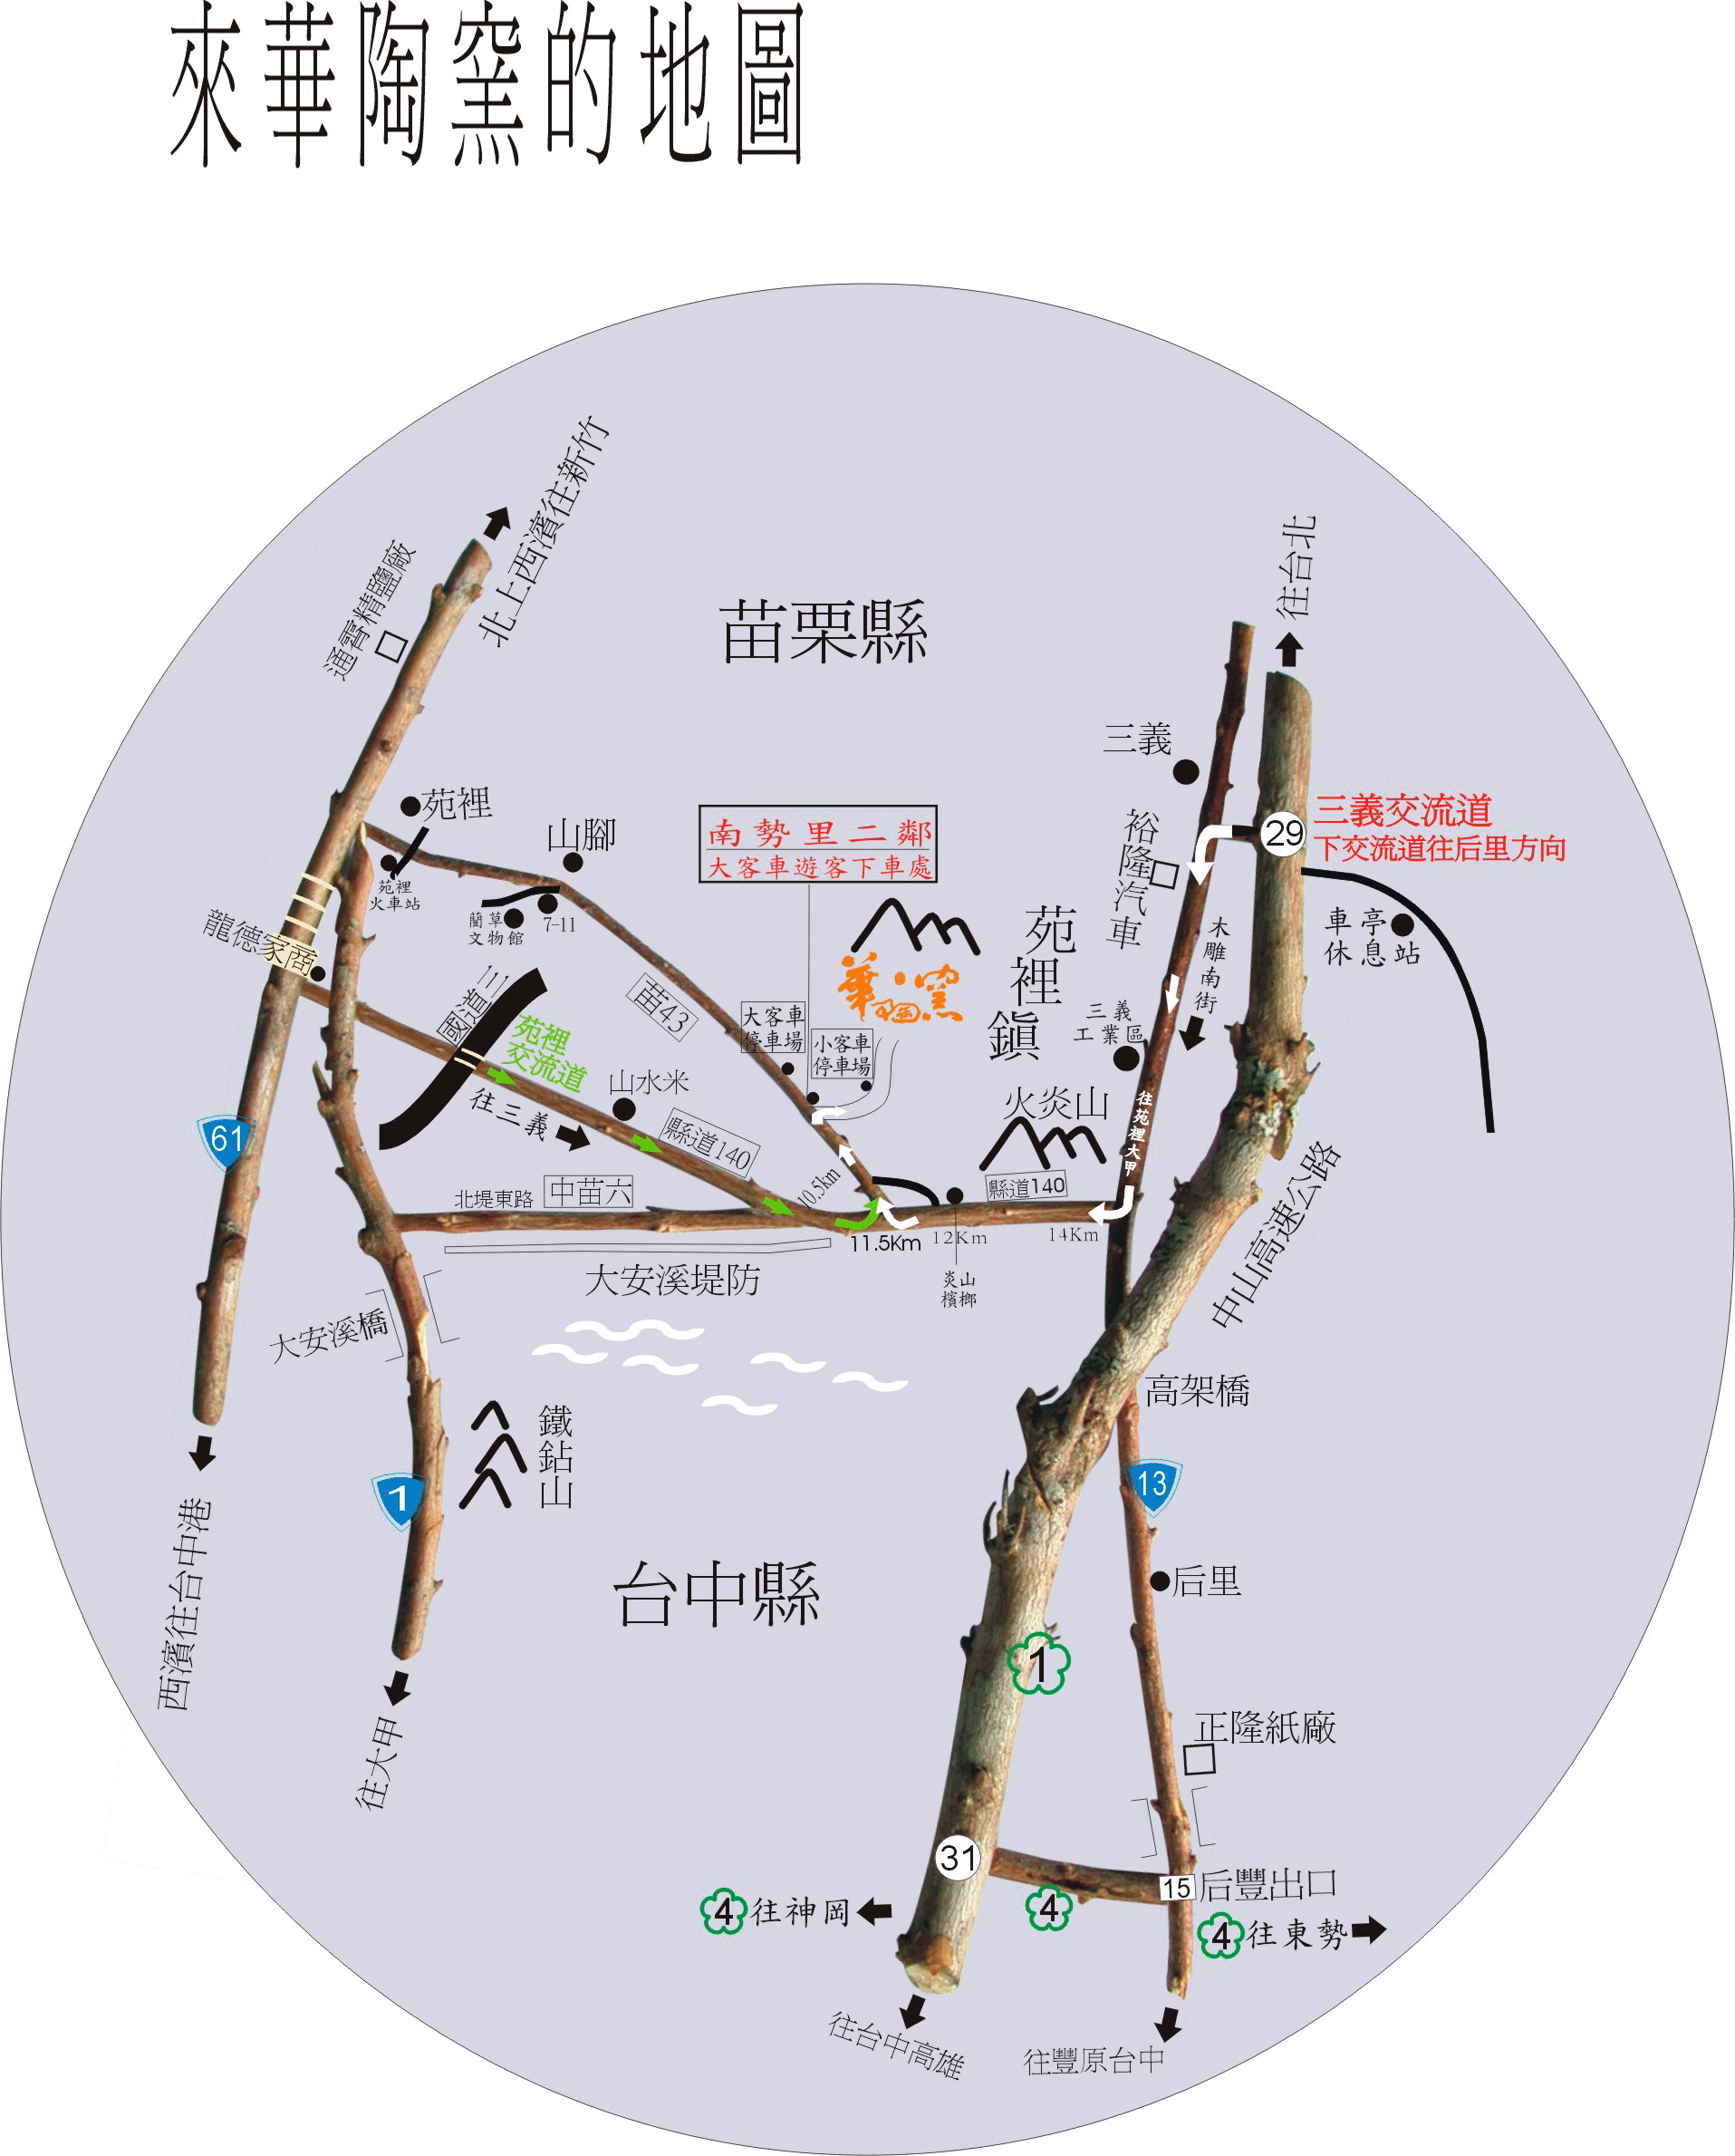 來華陶窯的地圖
北上西濱往新竹
往台北
通霄精鹽廠
苗栗縣
三義
苑裡
山腳
南勢里二鄰
大客車遊客下車處
裕隆汽車
29
三義交流道
下交流道往后里方向
苑裡
火車站
藺草
文物館
7-11
龍德家商
華陶窯
苑裡鎮
木雕南街
車亭
休息站
國道三
苗43
大客車
停車場
小客車
停車場
三義
工業區
苑裡
交流道
山水米
火炎山
往苑裡大甲
往三義
縣道140
61
10.5km
縣道140
北堤東路
中苗六
11.5Km
12Km
14Km
中山高速公路
大安溪堤防
炎山
檳榔
大安溪橋
高架橋
鐵鉆山
1
13
西濱往台中港
台中縣
后里
1
往大甲
正隆紙廠
31
15
后豐出口
4
往神岡
4
4
往東勢
往台中高雄
往豐原台中